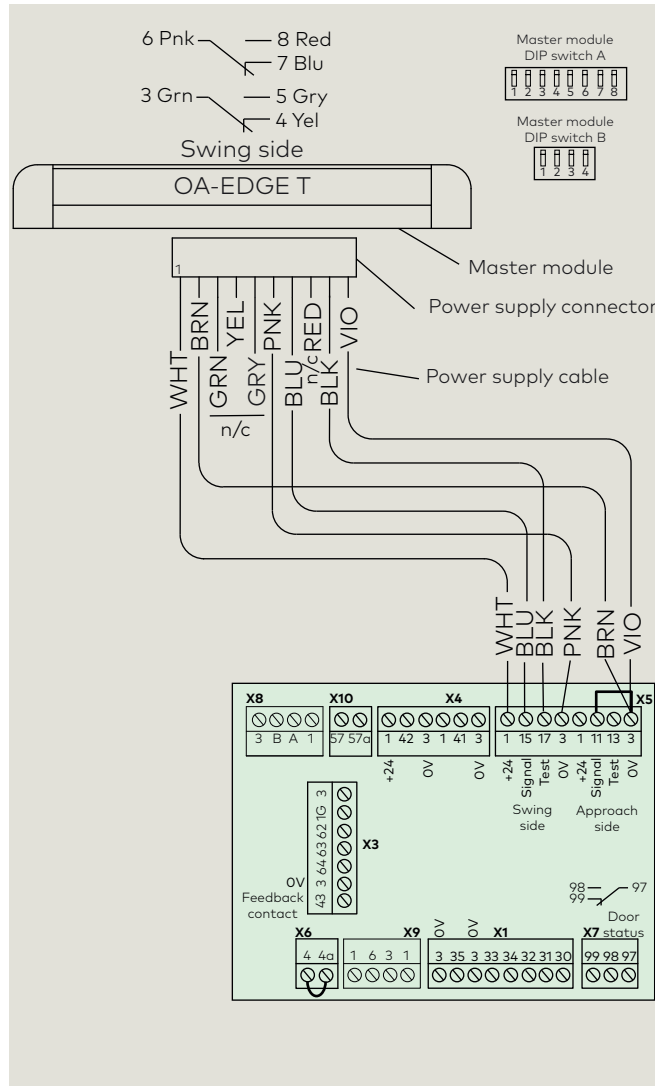 6 Pnk
8 Red
7 Blu
3 Grn
5 Gry
4 Yel
Swing side
OA-EDGE T
Master module
DIP switch A
1 2 3 4 5 6 7 8
Master module
DIP switch B
1 2 3 4
1
Master module
Power supply connector
Power supply cable
WHT BRN GRN YEL GRY PNK BLU n/c RED BLK VIO
n/c
WHT BLU BLK PNK BRN VIO
X8 X10 X4 X5
3 B A 1 57 57a 1 42 3 1 41 3 1 15 17 3 1 11 13 3
+24 0V 0V +24 Signal Test 0V +24 Signal Test 0V
Swing
side
Approach
side
43 3 64 63 62 1G 3
X3
0V
Feedback
contact
98
97
99
Door
status
X6 X9 0V 0V X1 X7
4 4a 1 6 3 1 3 35 3 33 34 32 31 30 99 98 97